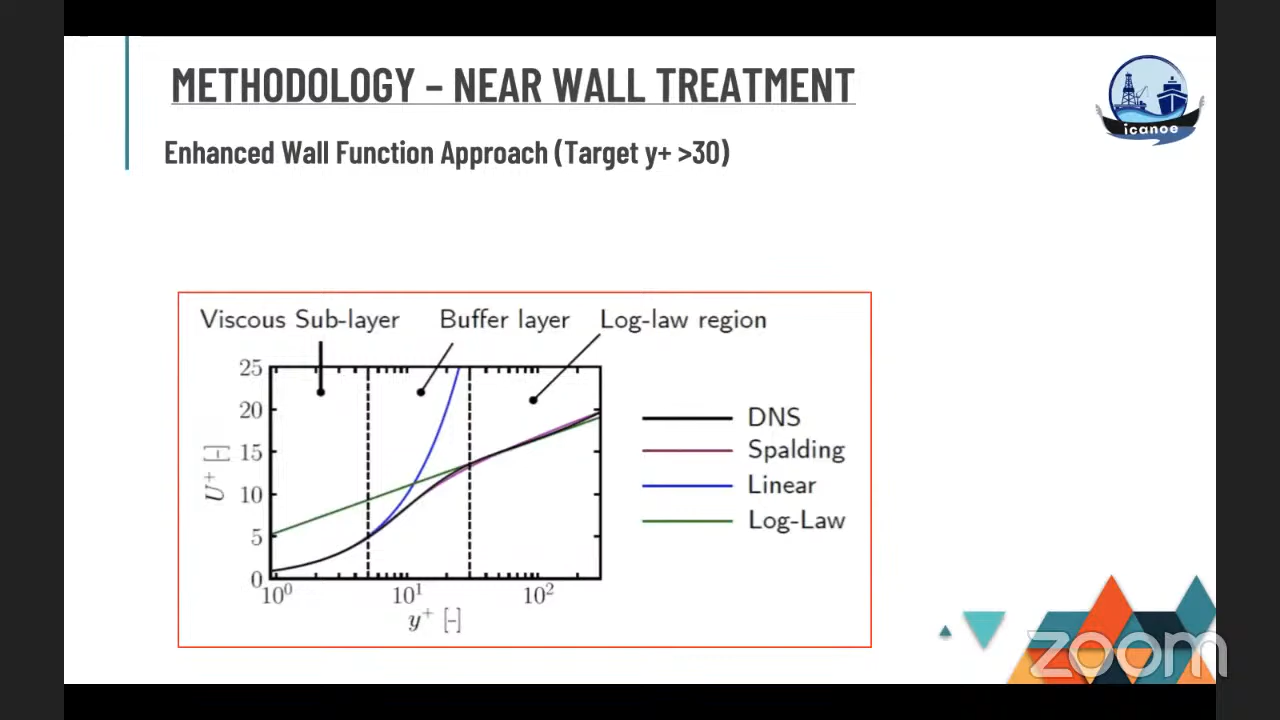 METHODOLOGY – NEAR WALL TREATMENT
icanoe
Enhanced Wall Function Approach (Target y+ >30)
Viscous Sub-layer Buffer layer Log-law region
25
20
15
10
5
0
U⁺ [-]
10⁰ 10¹ 10²
y⁺ [-]
DNS
Spalding
Linear
Log-Law
zoom